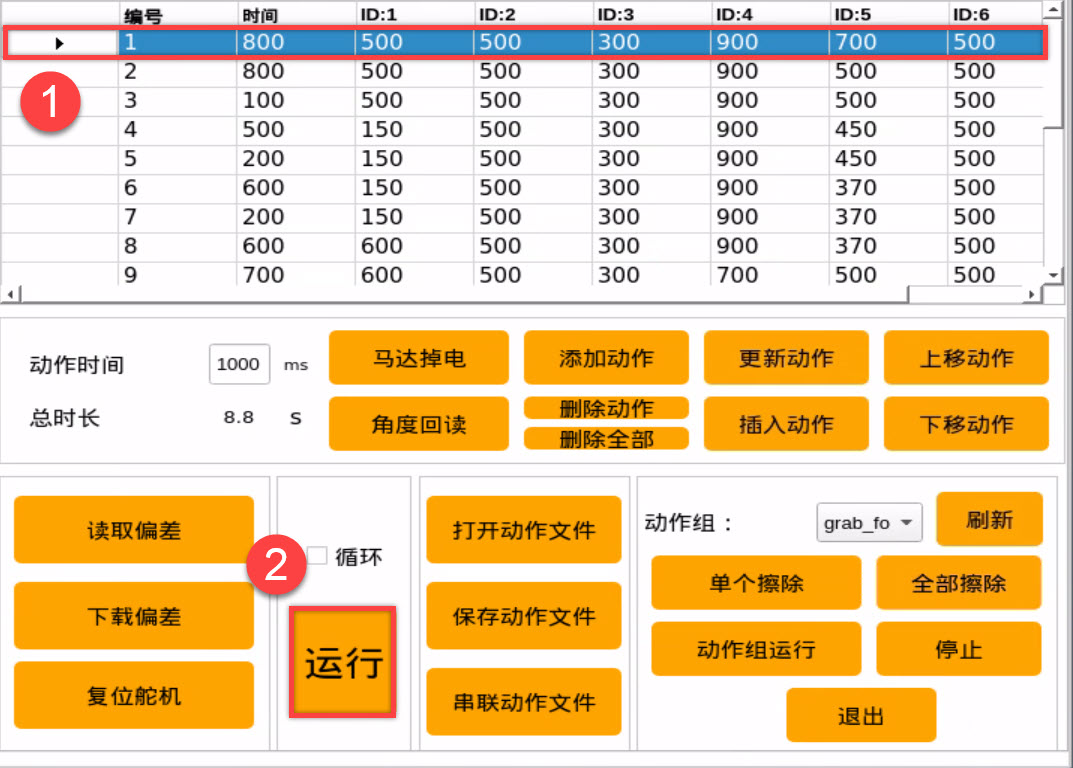 编号 时间 ID:1 ID:2 ID:3 ID:4 ID:5 ID:6
1 800 500 500 300 900 700 500
2 800 500 500 300 900 500 500
3 100 500 500 300 900 500 500
4 500 150 500 300 900 450 500
5 200 150 500 300 900 450 500
6 600 150 500 300 900 370 500
7 200 150 500 300 900 370 500
8 600 600 500 300 900 370 500
9 700 600 500 300 700 500 500
1
动作时间 1000 ms 马达掉电 添加动作 更新动作 上移动作
总时长 8.8 s 角度回读 删除动作 插入动作 下移动作
删除全部
读取偏差
下载偏差
复位舵机
2
循环
运行
打开动作文件
保存动作文件
串联动作文件
动作组: grab_fo 刷新
单个擦除 全部擦除
动作组运行 停止
退出